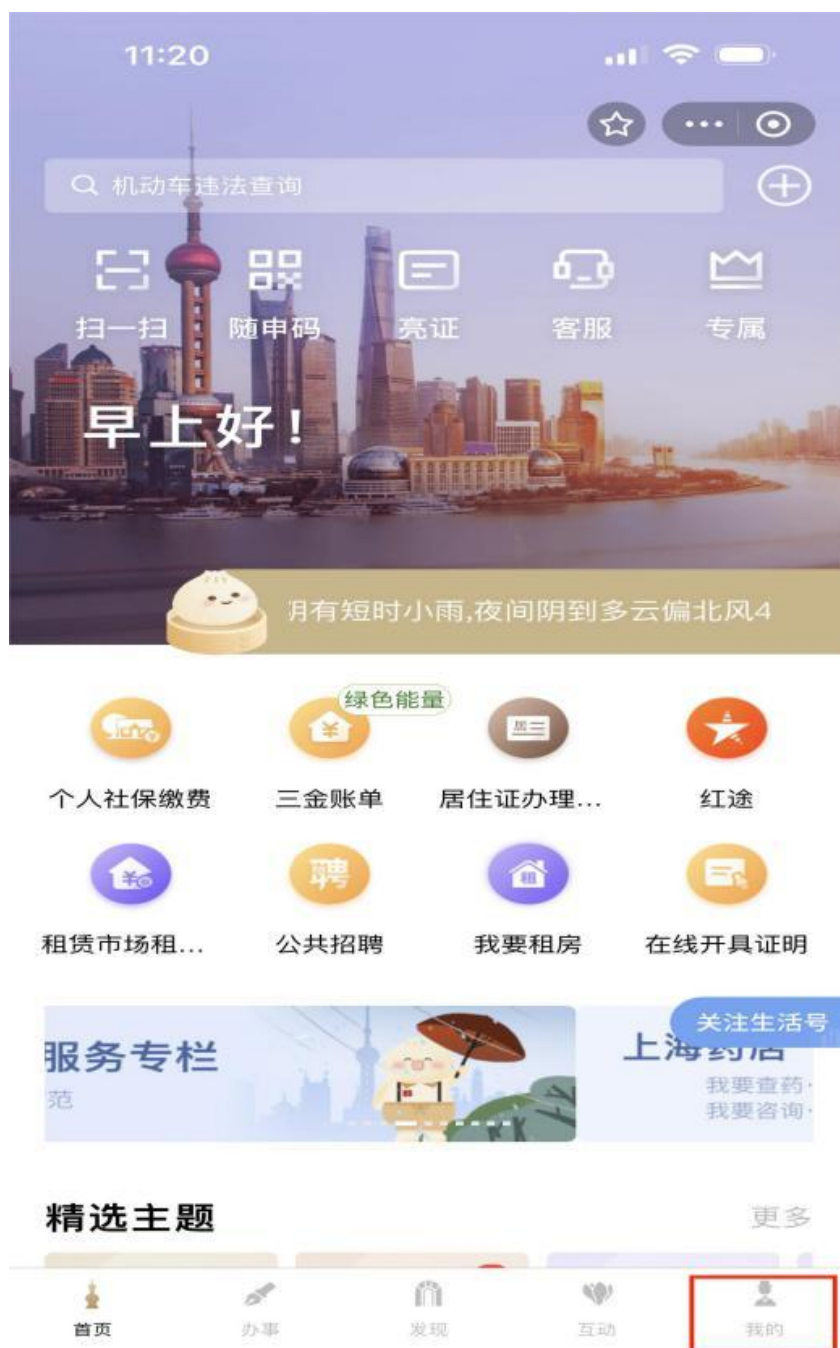 11:20
机动车违法查询
扫一扫 随申码 亮证 客服 专属
早上好！
有短时小雨,夜间阴到多云偏北风4
绿色能量
个人社保缴费 三金账单 居住证办理... 红途
租赁市场租... 公共招聘 我要租房 在线开具证明
关注生活号
服务专栏
范
上海药店
我要查药·
我要咨询·
精选主题 更多
首页 办事 发现 互动 我的